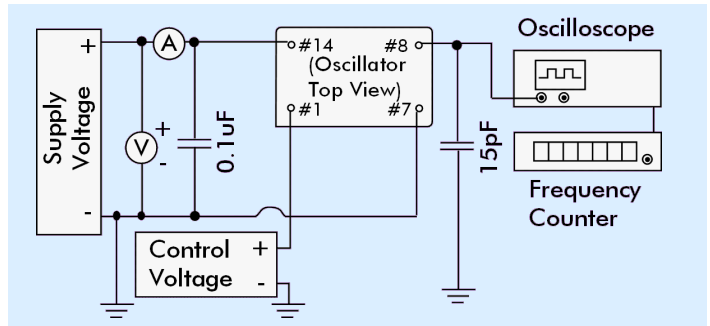 Oscilloscope
+
A
#14
#8
(Oscillator
Top View)
#1
#7
Supply
Voltage
V
+
-
0.1uF
15pF
-
Frequency
Counter
Control
Voltage
+
-